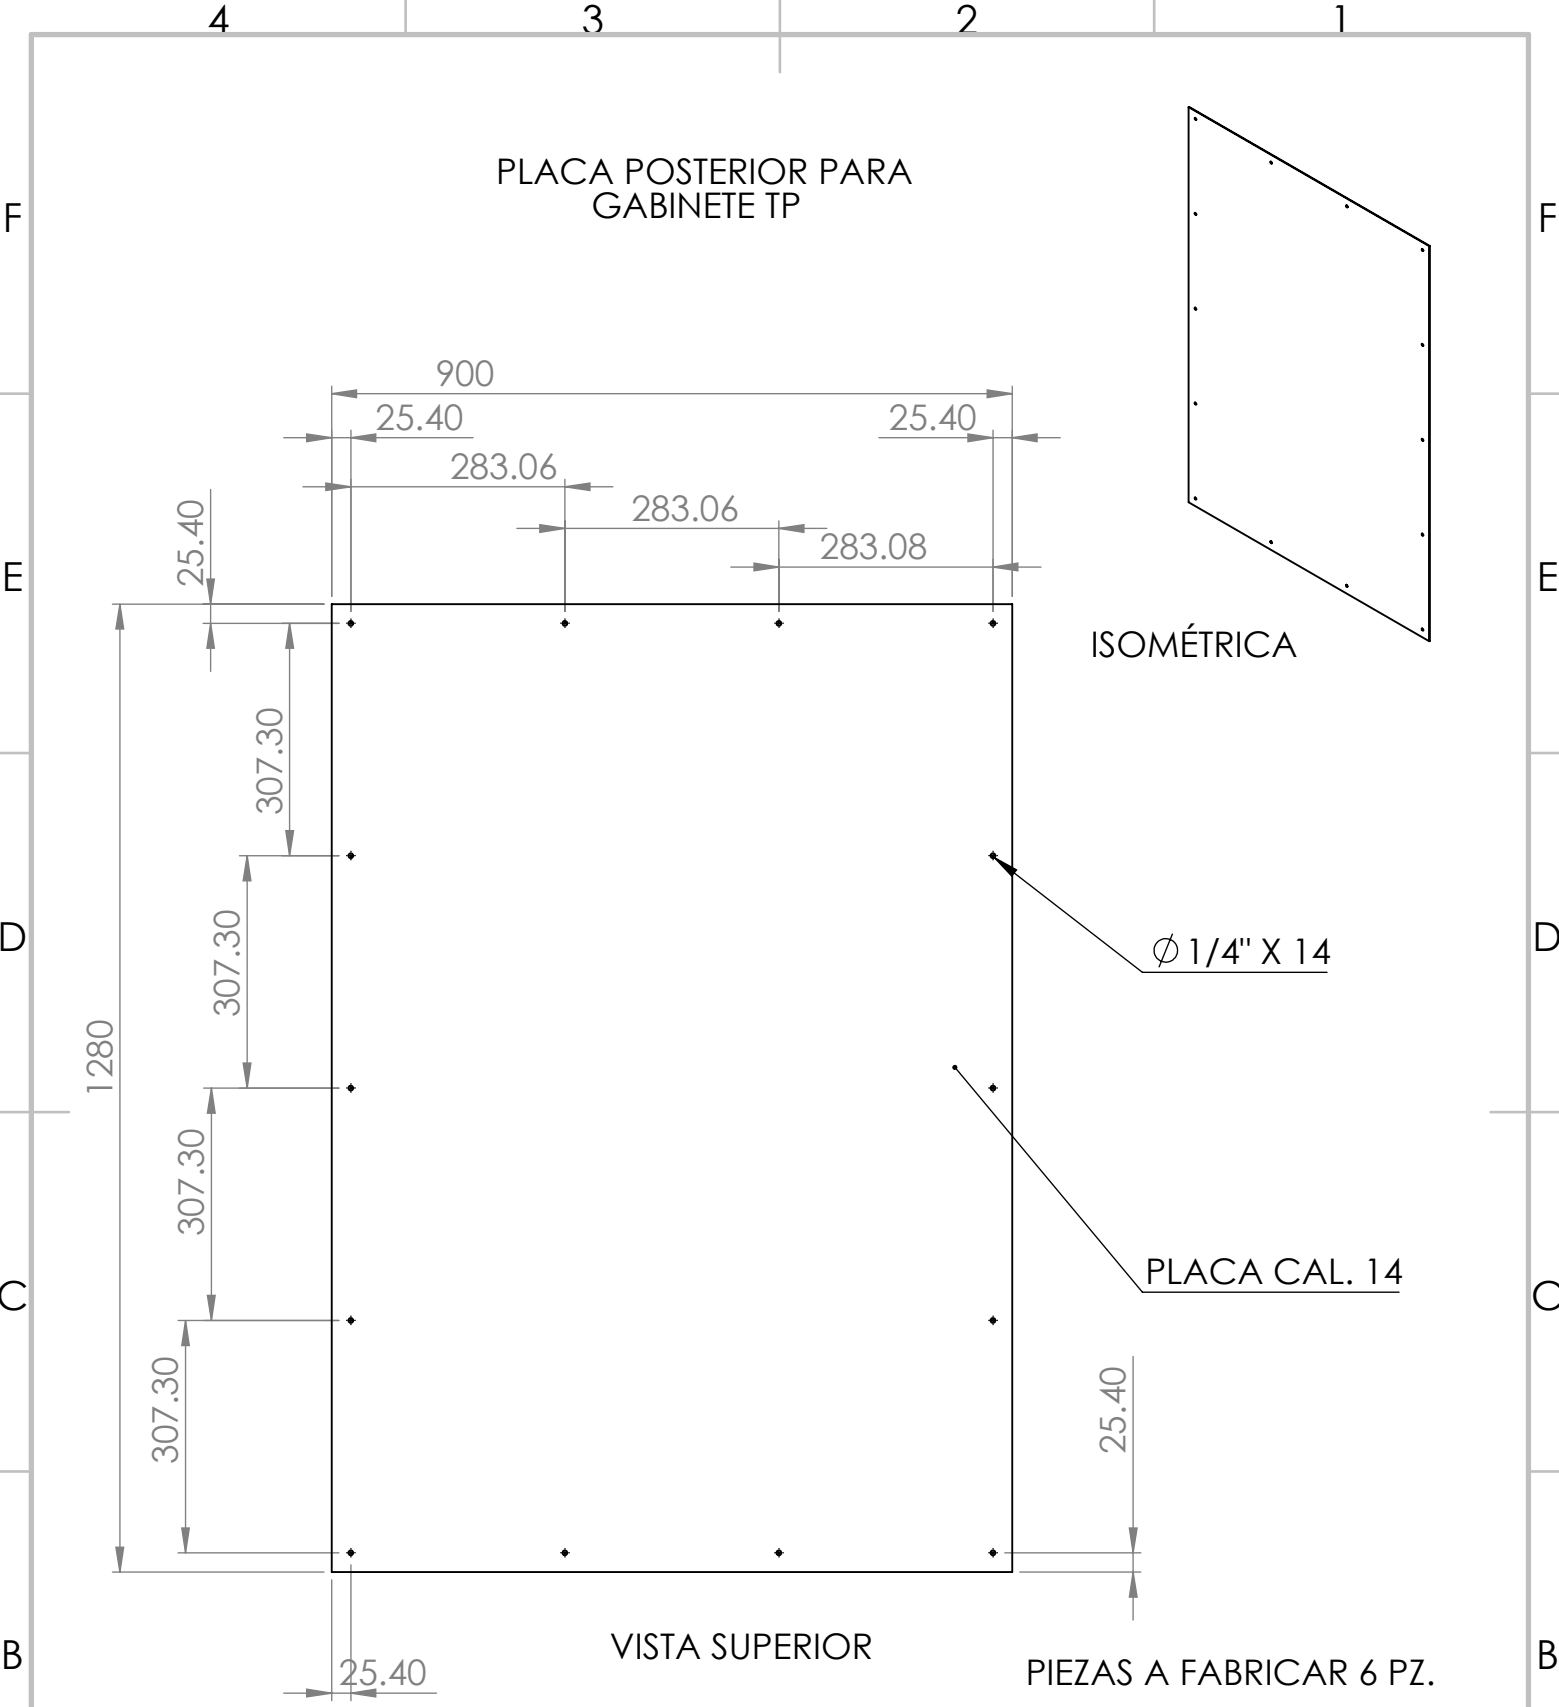 4 3 2 1
PLACA POSTERIOR PARA
GABINETE TP
F F
900
25.40 25.40
283.06
283.06
25.40
283.08
E E
ISOMÉTRICA
307.30
D D
Ø 1/4" X 14
307.30
1280
307.30
PLACA CAL. 14
C C
307.30
25.40
VISTA SUPERIOR
B B
25.40
PIEZAS A FABRICAR 6 PZ.